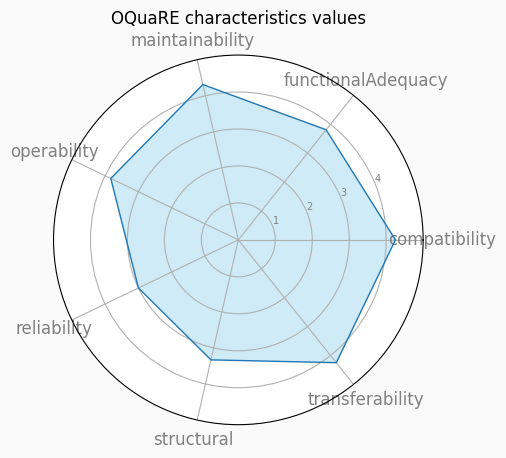 OQuaRE characteristics values
maintainability
functionalAdequacy
operability
4
3
2
1
compatibility
reliability
transferability
structural